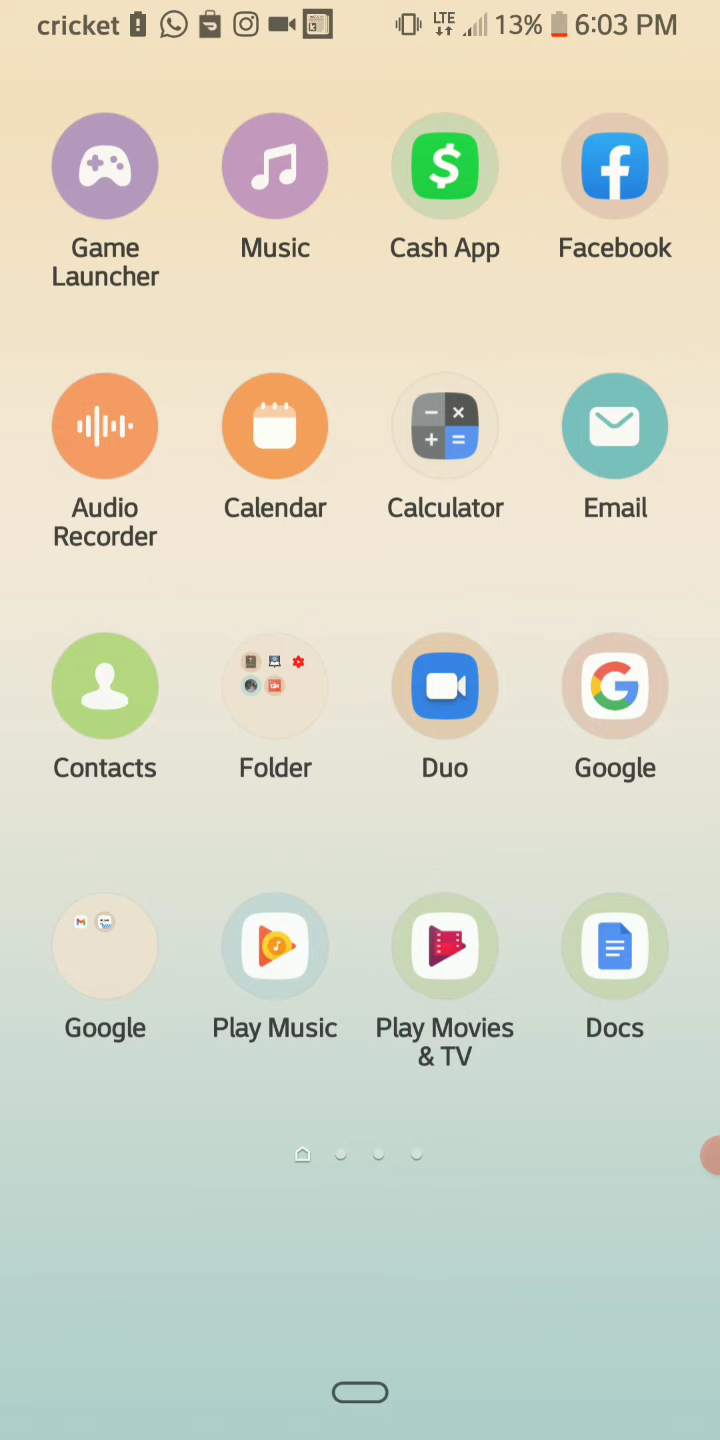 cricket LTE 13% 6:03 PM
Game Music Cash App Facebook
Launcher
Audio Calendar Calculator Email
Recorder
Contacts Folder Duo Google
Google Play Music Play Movies Docs
& TV